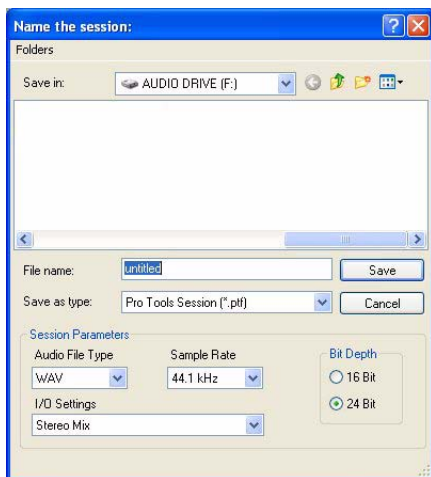 Name the session:
Folders
Save in: AUDIO DRIVE (F:)
File name: untitled Save
Save as type: Pro Tools Session (*.ptf) Cancel
Session Parameters
Audio File Type Sample Rate Bit Depth
WAV 44.1 kHz 16 Bit
I/O Settings 24 Bit
Stereo Mix